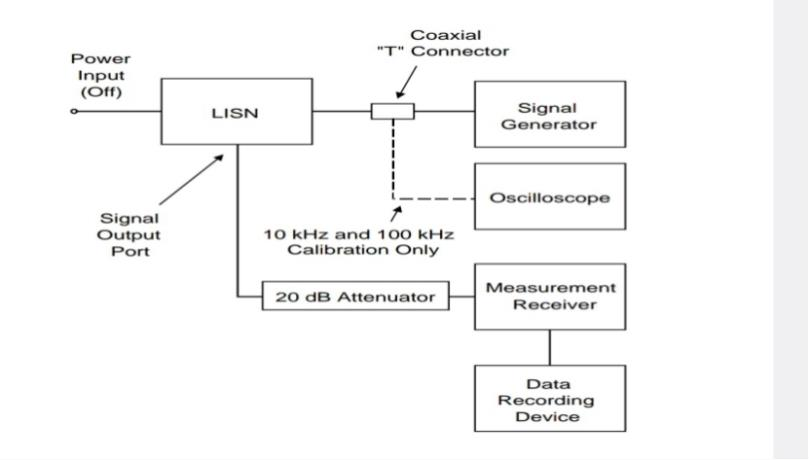 Coaxial
"T" Connector
Power
Input
(Off)
LISN
Signal
Generator
Oscilloscope
Signal
Output
Port
10 kHz and 100 kHz
Calibration Only
20 dB Attenuator
Measurement
Receiver
Data
Recording
Device